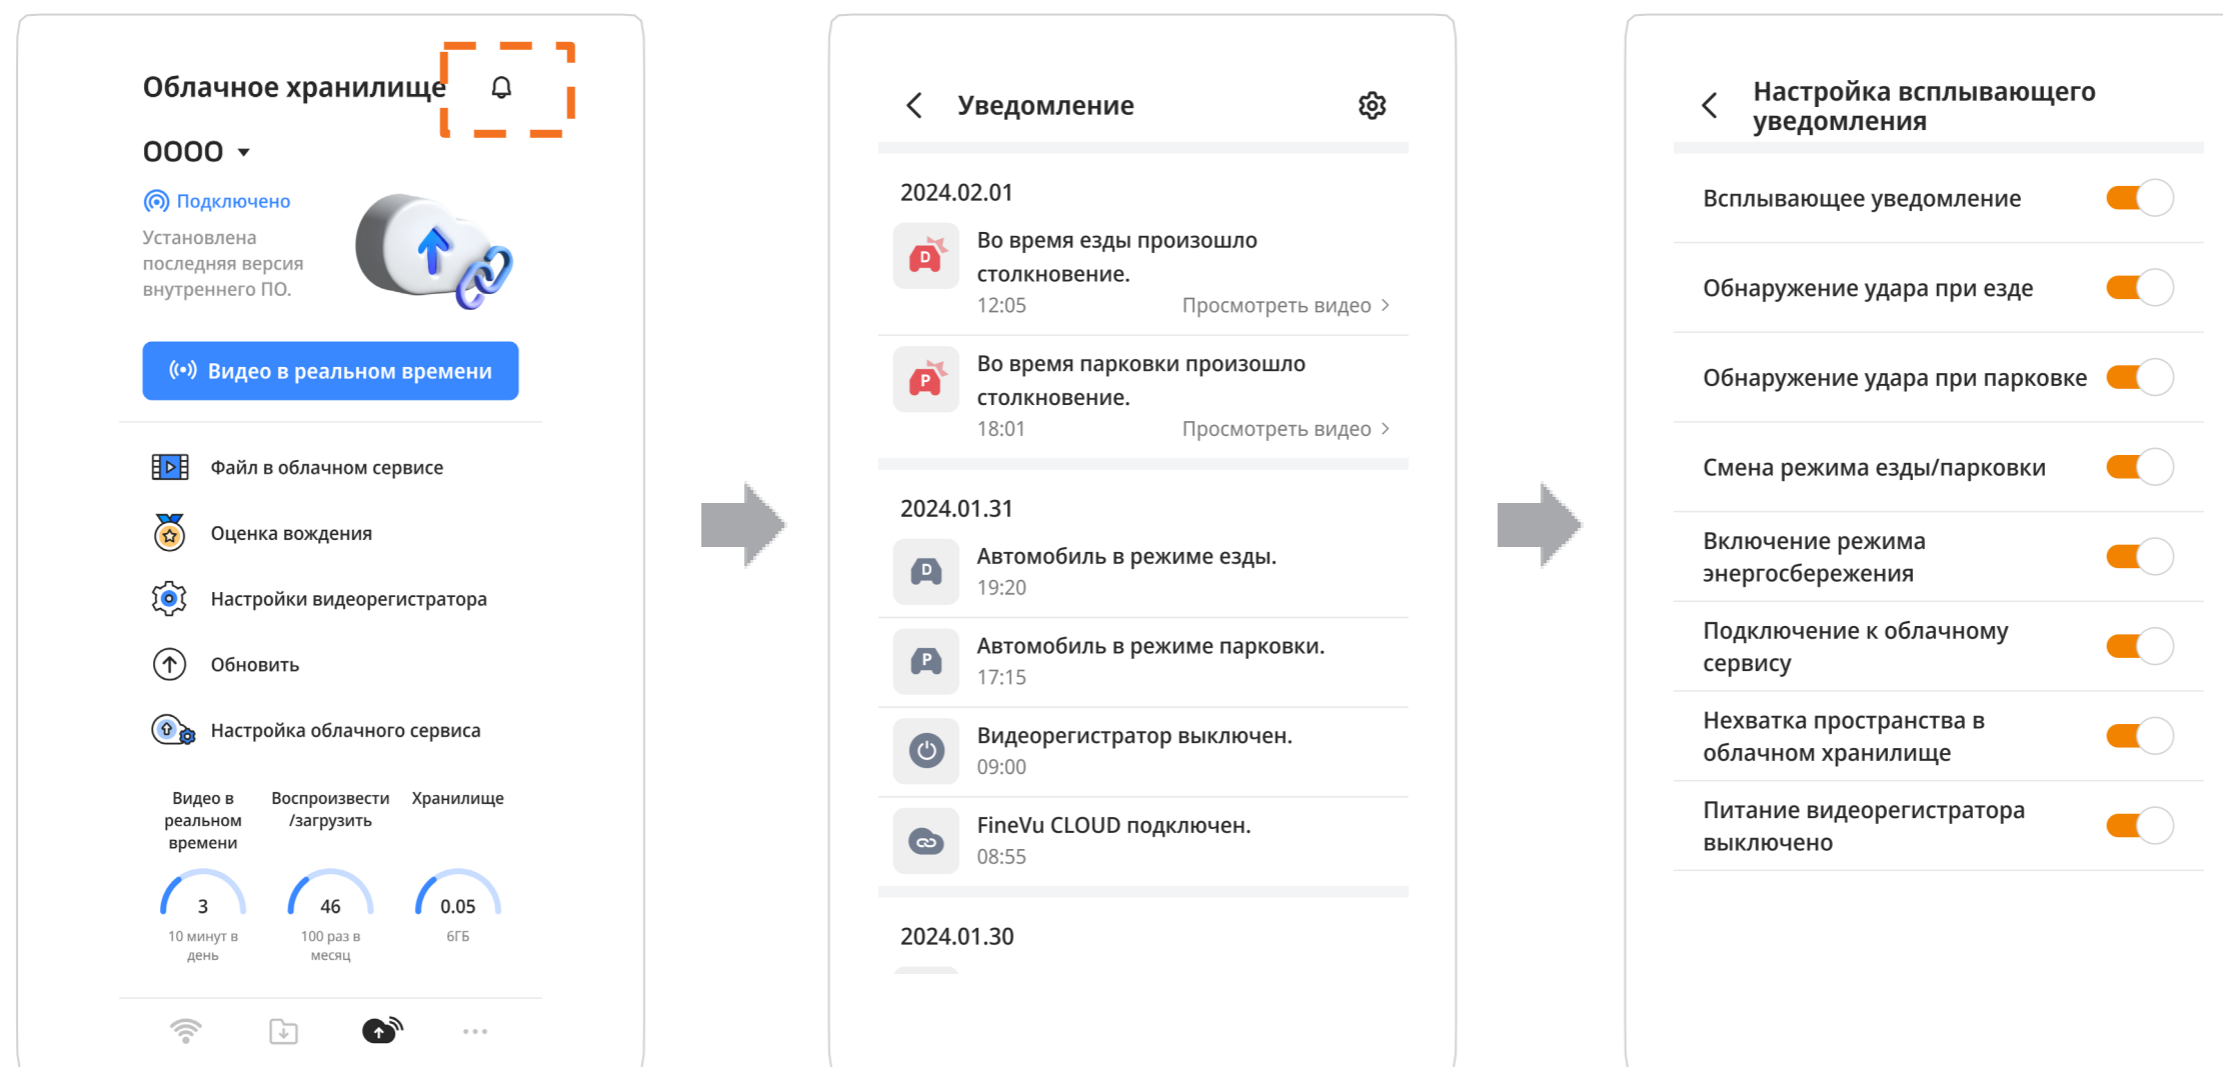 Облачное хранилище
OOOO
Подключено
Установлена
последняя версия
внутреннего ПО.
Видео в реальном времени
Файл в облачном сервисе
Оценка вождения
Настройки видеорегистратора
Обновить
Настройка облачного сервиса
Видео в
реальном
времени
Воспроизвести
/загрузить
Хранилище
3
46
0.05
10 минут в
день
100 раз в
месяц
6ГБ
Уведомление
2024.02.01
D
Во время езды произошло
столкновение.
12:05
Просмотреть видео >
P
Во время парковки произошло
столкновение.
18:01
Просмотреть видео >
2024.01.31
D
Автомобиль в режиме езды.
19:20
P
Автомобиль в режиме парковки.
17:15
Видеорегистратор выключен.
09:00
FineVu CLOUD подключен.
08:55
2024.01.30
Настройка всплывающего
уведомления
Всплывающее уведомление
Обнаружение удара при езде
Обнаружение удара при парковке
Смена режима езды/парковки
Включение режима
энергосбережения
Подключение к облачному
сервису
Нехватка пространства в
облачном хранилище
Питание видеорегистратора
выключено